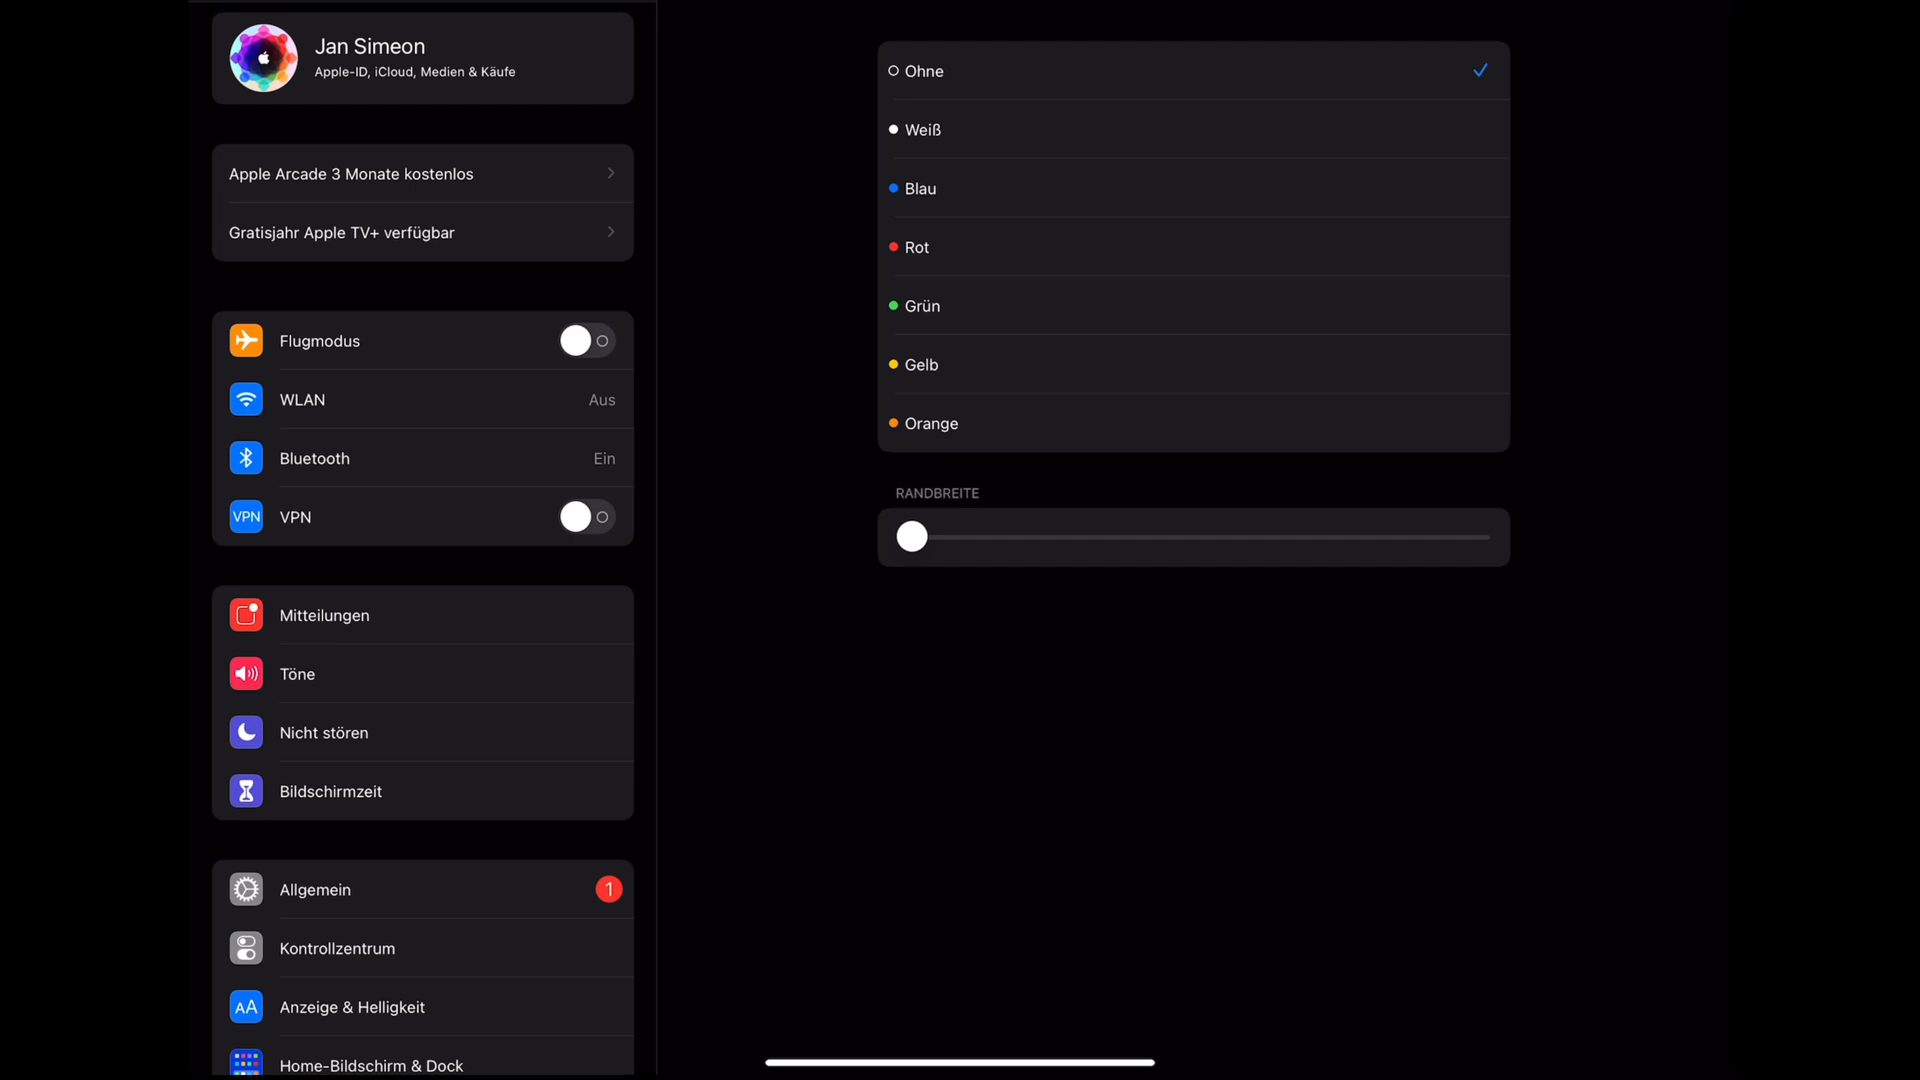 Jan Simeon
Apple-ID, iCloud, Medien & Käufe
Apple Arcade 3 Monate kostenlos
Gratisjahr Apple TV+ verfügbar
Flugmodus
WLAN Aus
Bluetooth Ein
VPN VPN
Mitteilungen
Töne
Nicht stören
Bildschirmzeit
Allgemein 1
Kontrollzentrum
AA Anzeige & Helligkeit
Home-Bildschirm & Dock
Ohne
Weiß
Blau
Rot
Grün
Gelb
Orange
RANDBREITE